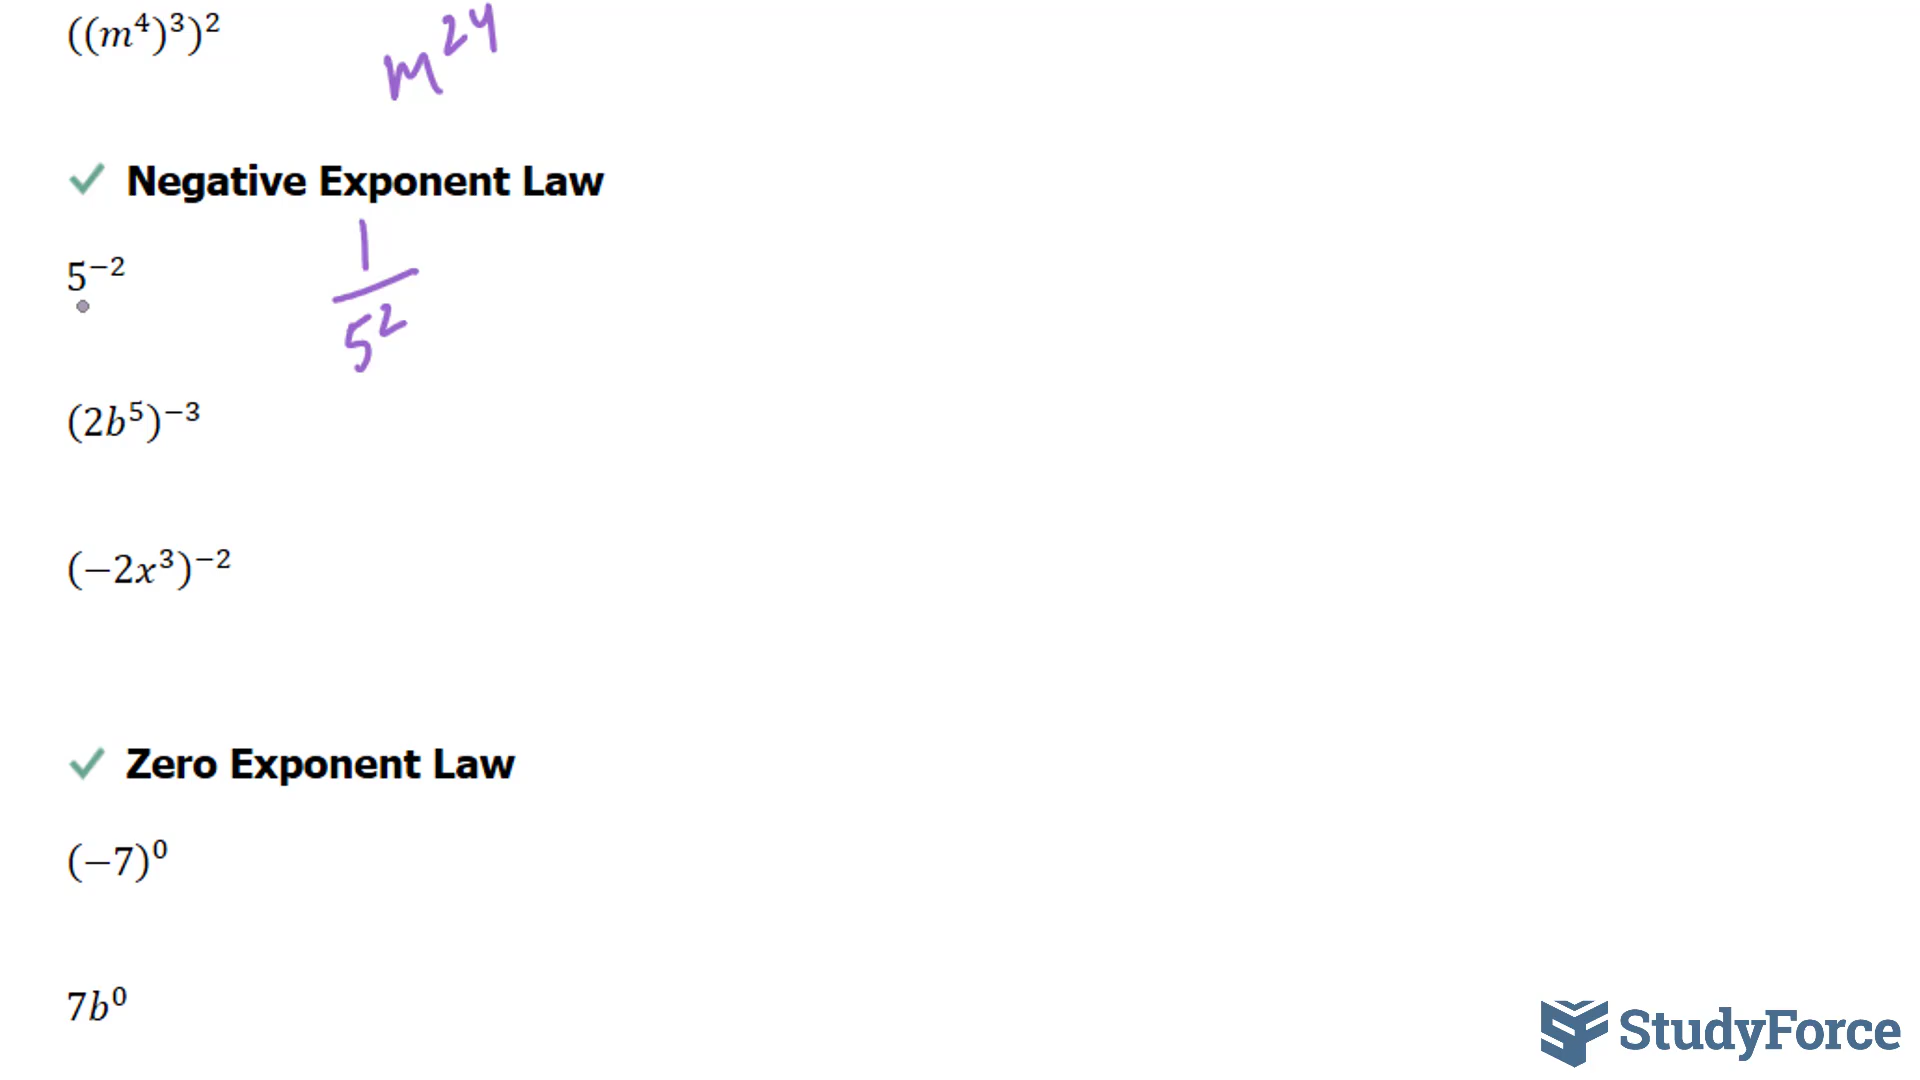 ((m⁴)³)² m²⁴
✓ Negative Exponent Law
5⁻² 1/5²
(2b⁵)⁻³
(−2x³)⁻²
✓ Zero Exponent Law
(−7)⁰
7b⁰
StudyForce